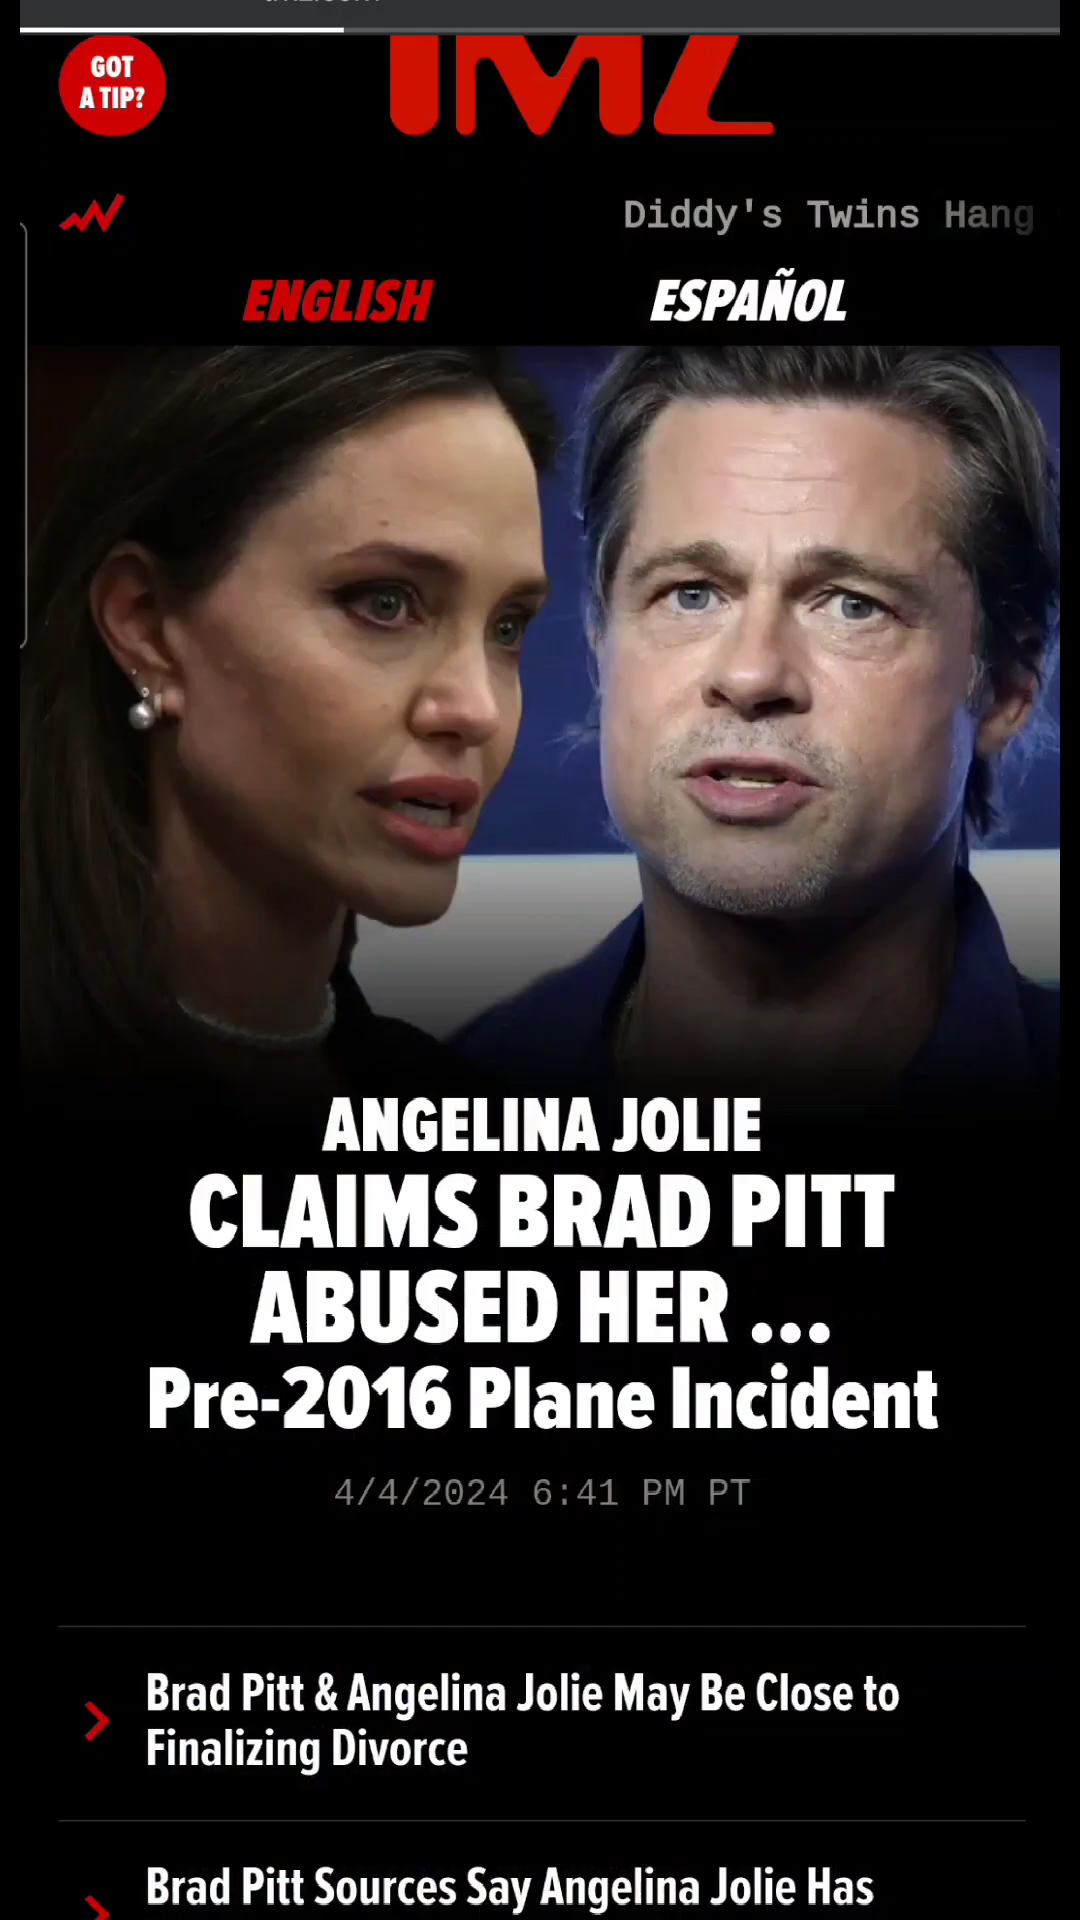 GOT
A TIP?
TMZ
Diddy's Twins Hang
ENGLISH
ESPAÑOL
ANGELINA JOLIE
CLAIMS BRAD PITT
ABUSED HER ...
Pre-2016 Plane Incident
4/4/2024 6:41 PM PT
Brad Pitt & Angelina Jolie May Be Close to
Finalizing Divorce
Brad Pitt Sources Say Angelina Jolie Has